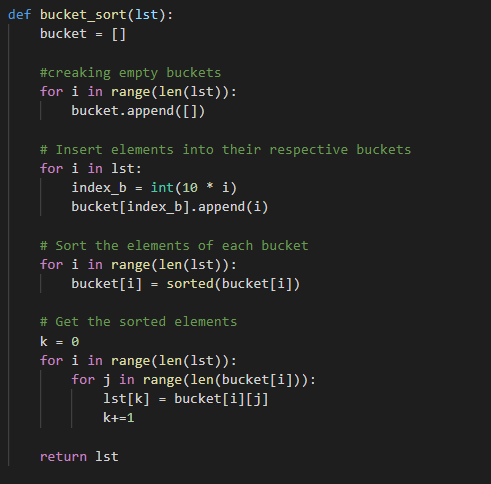 def bucket_sort(lst):
    bucket = []
    #creaking empty buckets
    for i in range(len(lst)):
        bucket.append([])
    # Insert elements into their respective buckets
    for i in lst:
        index_b = int(10 * i)
        bucket[index_b].append(i)
    # Sort the elements of each bucket
    for i in range(len(lst)):
        bucket[i] = sorted(bucket[i])
    # Get the sorted elements
    k = 0
    for i in range(len(lst)):
        for j in range(len(bucket[i])):
            lst[k] = bucket[i][j]
            k+=1
    return lst